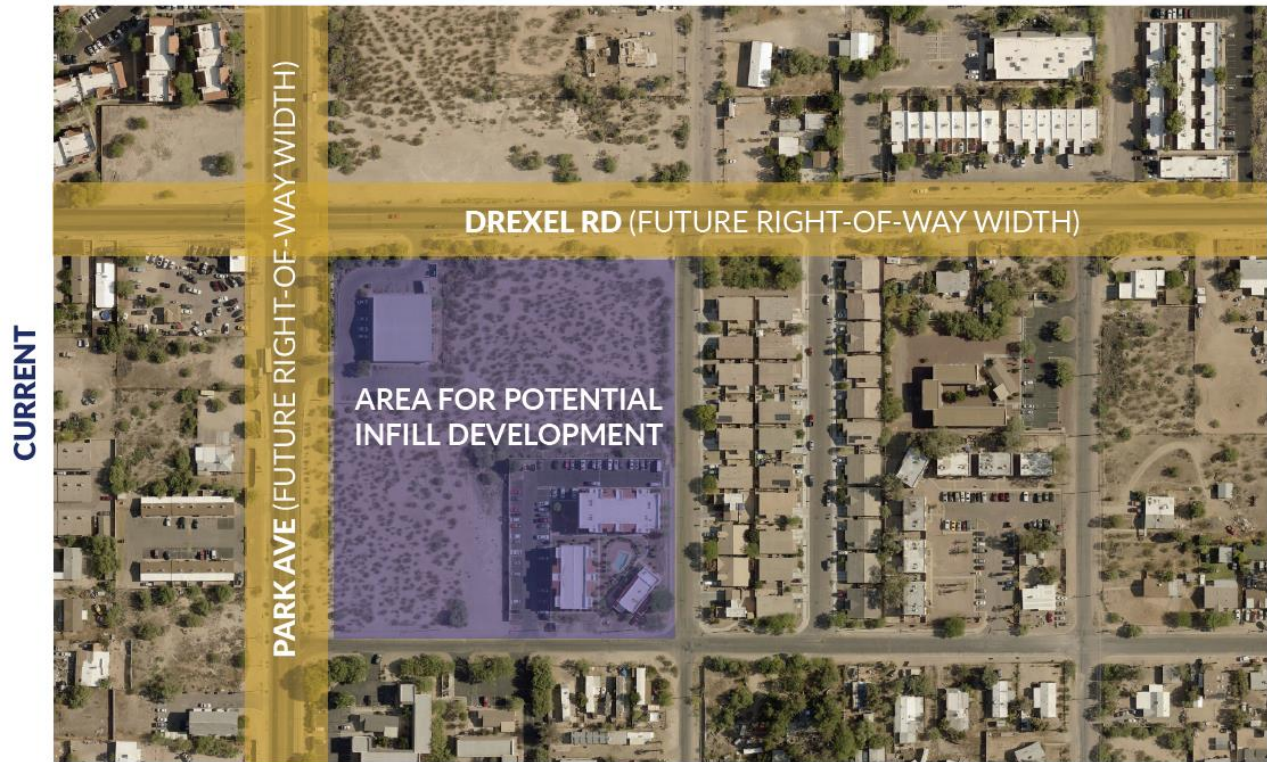 CURRENT
PARK AVE (FUTURE RIGHT-OF-WAY WIDTH)
DREXEL RD (FUTURE RIGHT-OF-WAY WIDTH)
AREA FOR POTENTIAL
INFILL DEVELOPMENT